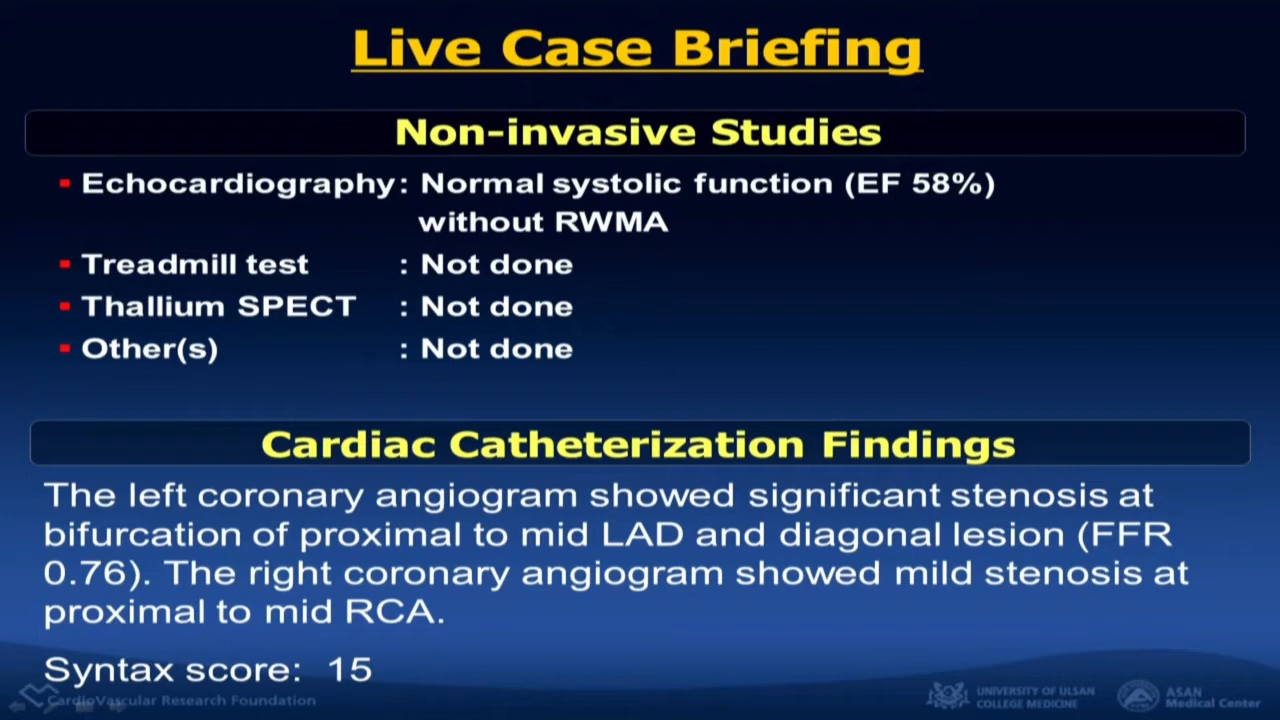 Live Case Briefing
Non-invasive Studies
Echocardiography: Normal systolic function (EF 58%)
without RWMA
Treadmill test : Not done
Thallium SPECT : Not done
Other(s) : Not done
Cardiac Catheterization Findings
The left coronary angiogram showed significant stenosis at
bifurcation of proximal to mid LAD and diagonal lesion (FFR
0.76). The right coronary angiogram showed mild stenosis at
proximal to mid RCA.
Syntax score: 15
CardioVascular Research Foundation
UNIVERSITY OF ULSAN
COLLEGE MEDICINE
ASAN
Medical Center